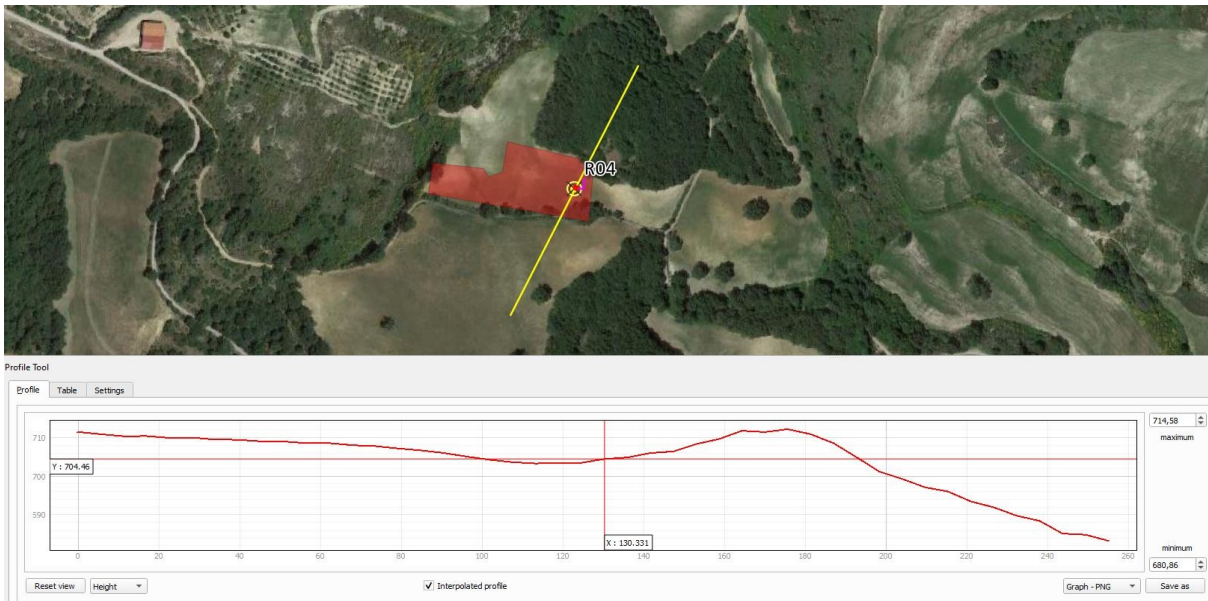 R04
Profile Tool
Profile
Table
Settings
714,58
maximum
710
Y : 704.46
700
690
X : 130.331
0 20 40 60 80 100 120 140 160 180 200 220 240 260
minimum
680,86
Reset view
Height
Interpolated profile
Graph - PNG
Save as